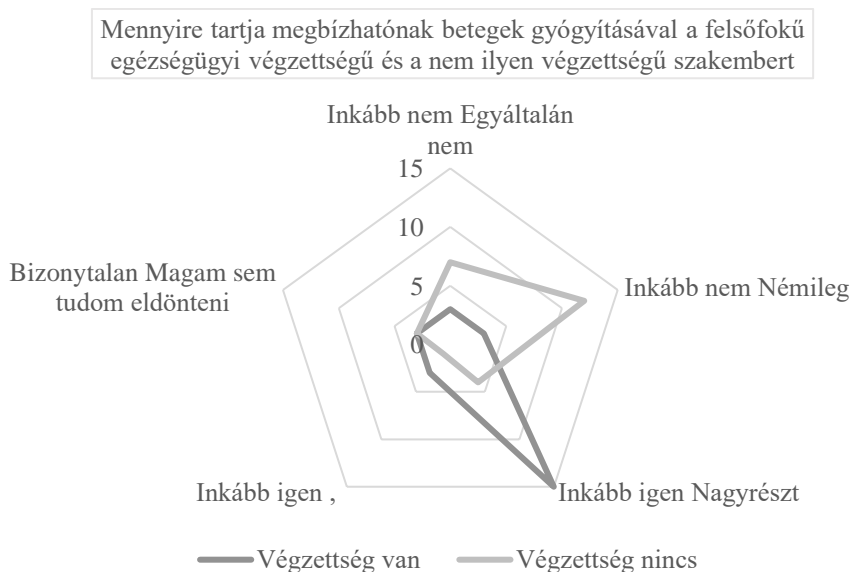 Mennyire tartja megbízhatónak betegek gyógyításával a felsőfokú
egézségügyi végzettségű és a nem ilyen végzettségű szakembert
Inkább nem Egyáltalán
nem
15
10
5
0
Bizonytalan Magam sem
tudom eldönteni
Inkább nem Némileg
Inkább igen ,
Inkább igen Nagyrészt
Végzettség van
Végzettség nincs